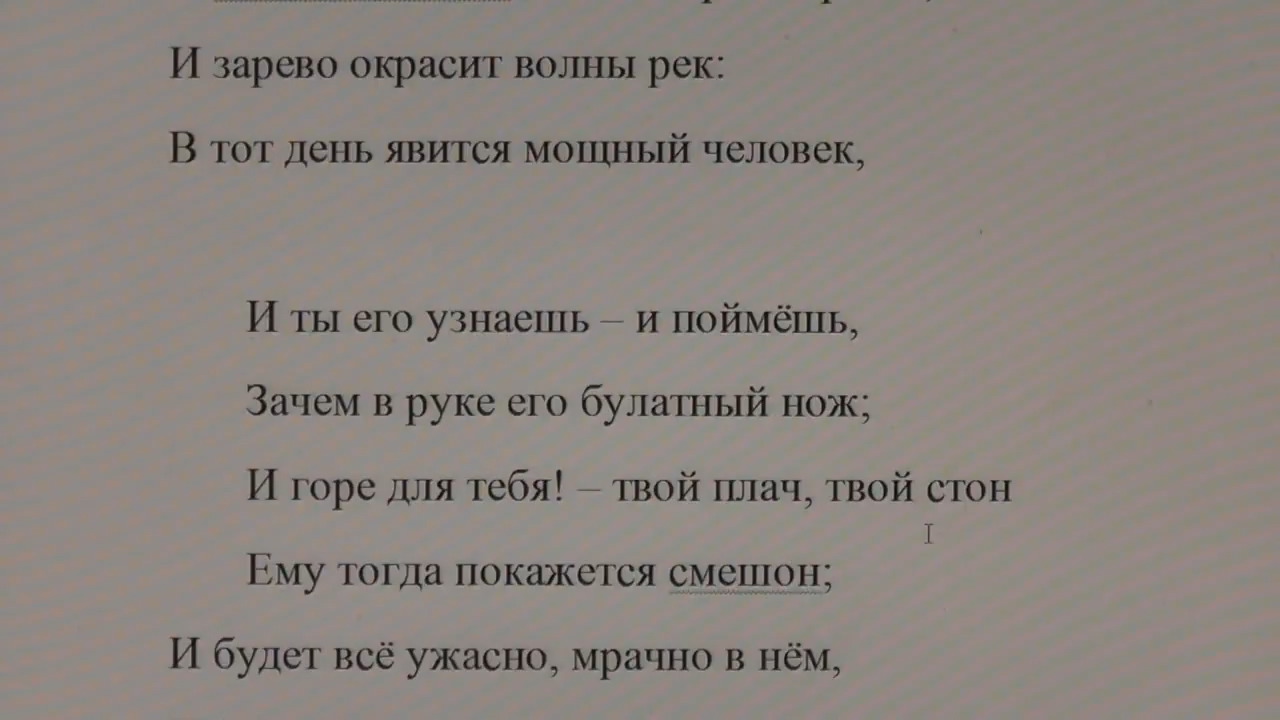 И зарево окрасит волны рек:
В тот день явится мощный человек,
И ты его узнаешь – и поймёшь,
Зачем в руке его булатный нож;
И горе для тебя! – твой плач, твой стон
Ему тогда покажется смешон;
И будет всё ужасно, мрачно в нём,